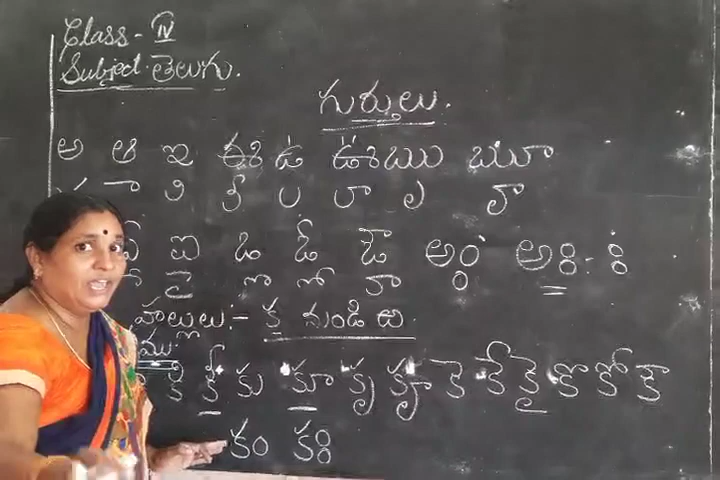 Class - IV
Subject. తెలుగు.
గుర్తులు.
అ ఆ ఇ ఈ ఉ ఊ ఋ ౠ
ా ి ీ ు ూ ృ ౄ
ఏ ఐ ఒ ఓ ఔ అం అః - ః
ే ై ొ ో ౌ ం
హల్లులు :- క నుండి ఱ
కి కీ కు కూ కృ కౄ కె కే కై కొ కో కౌ
కం కః